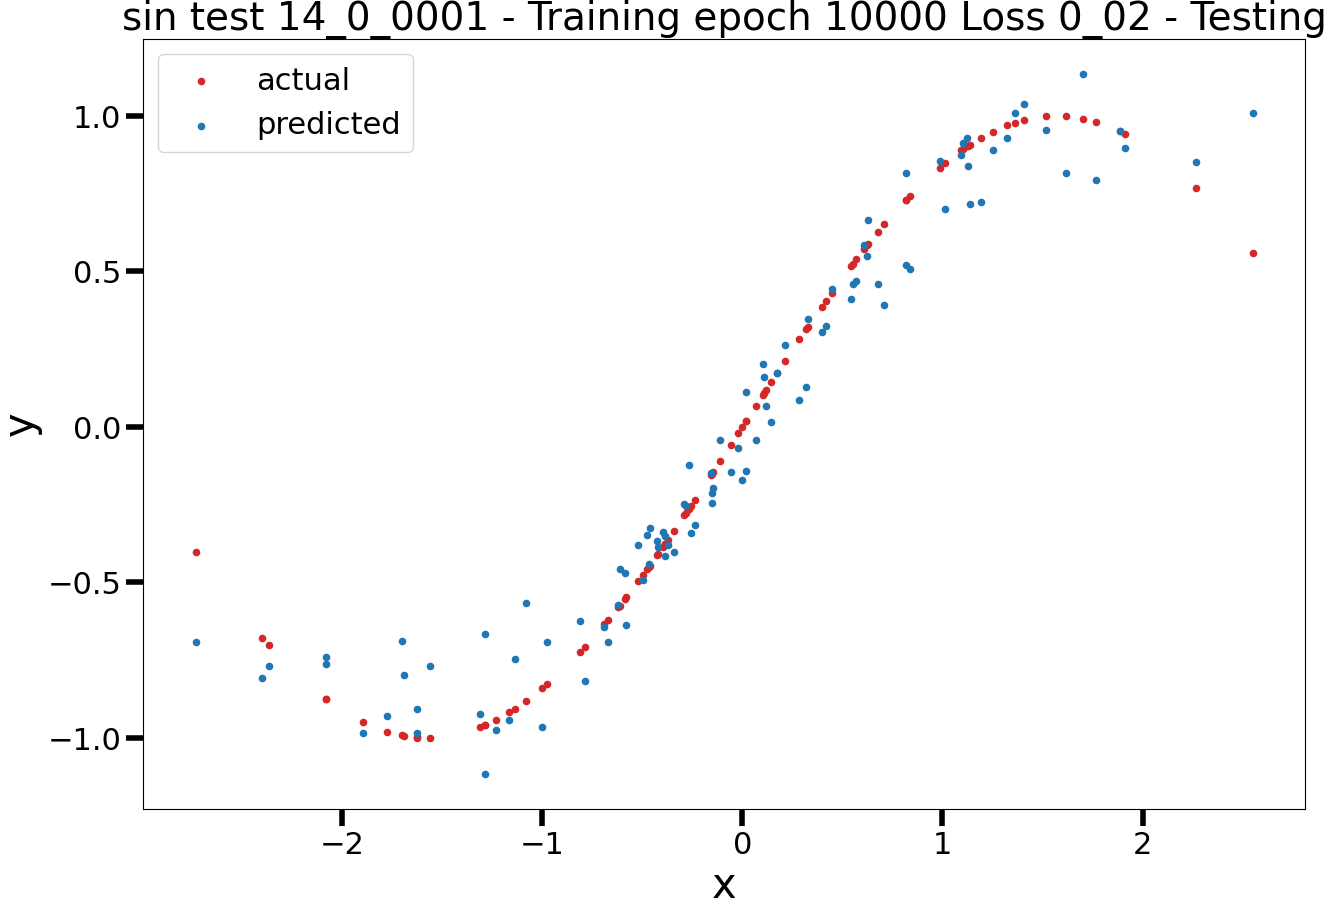 sin test 14_0_0001 - Training epoch 10000 Loss 0_02 - Testing
actual
predicted
1.0
0.5
0.0
−0.5
−1.0
y
−2
−1
0
1
2
x